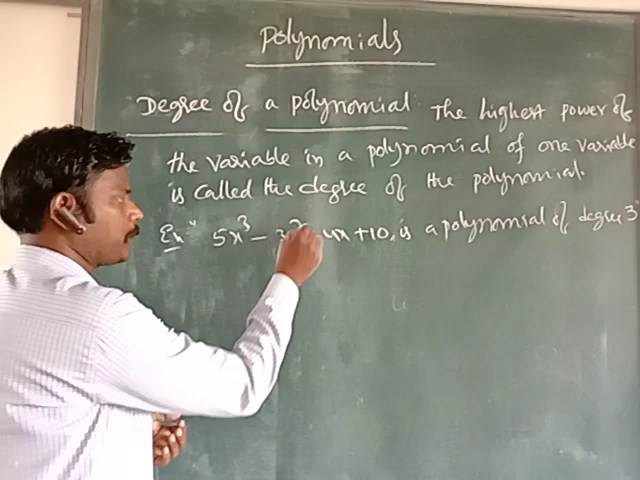 Polynomials
Degree of a polynomial The highest power of
the variable in a polynomial of one variable
is called the degree of the polynomial.
Ex:- 5x³ - 4x + 10, is a polynomial of degree 3